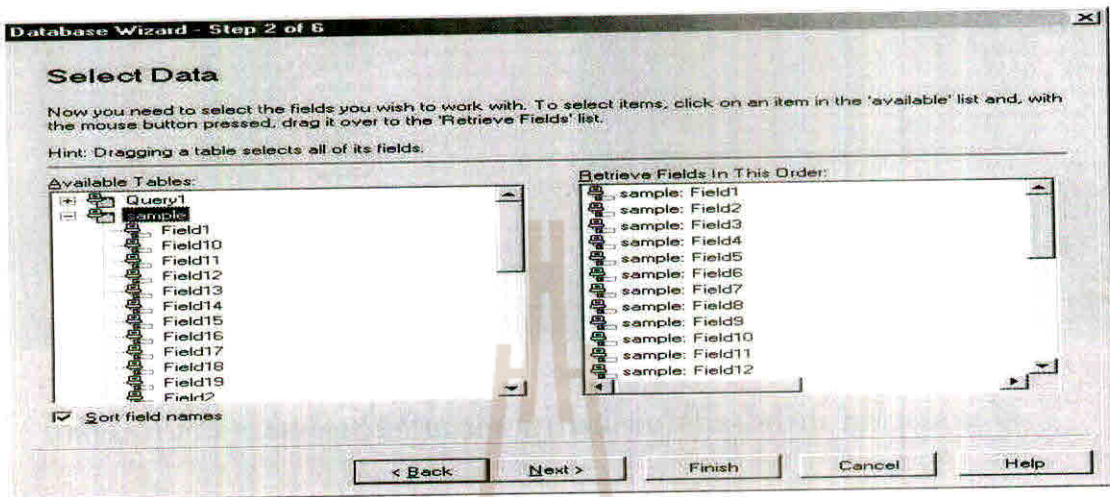 Database Wizard - Step 2 of 6
Select Data
Now you need to select the fields you wish to work with. To select items, click on an item in the 'available' list and, with
the mouse button pressed, drag it over to the 'Retrieve Fields' list.
Hint: Dragging a table selects all of its fields.
Available Tables:
Query1
sample
Field1
Field10
Field11
Field12
Field13
Field14
Field15
Field16
Field17
Field18
Field19
Field2
Sort field names
Retrieve Fields In This Order:
sample: Field1
sample: Field2
sample: Field3
sample: Field4
sample: Field5
sample: Field6
sample: Field7
sample: Field8
sample: Field9
sample: Field10
sample: Field11
sample: Field12
< Back
Next >
Finish
Cancel
Help